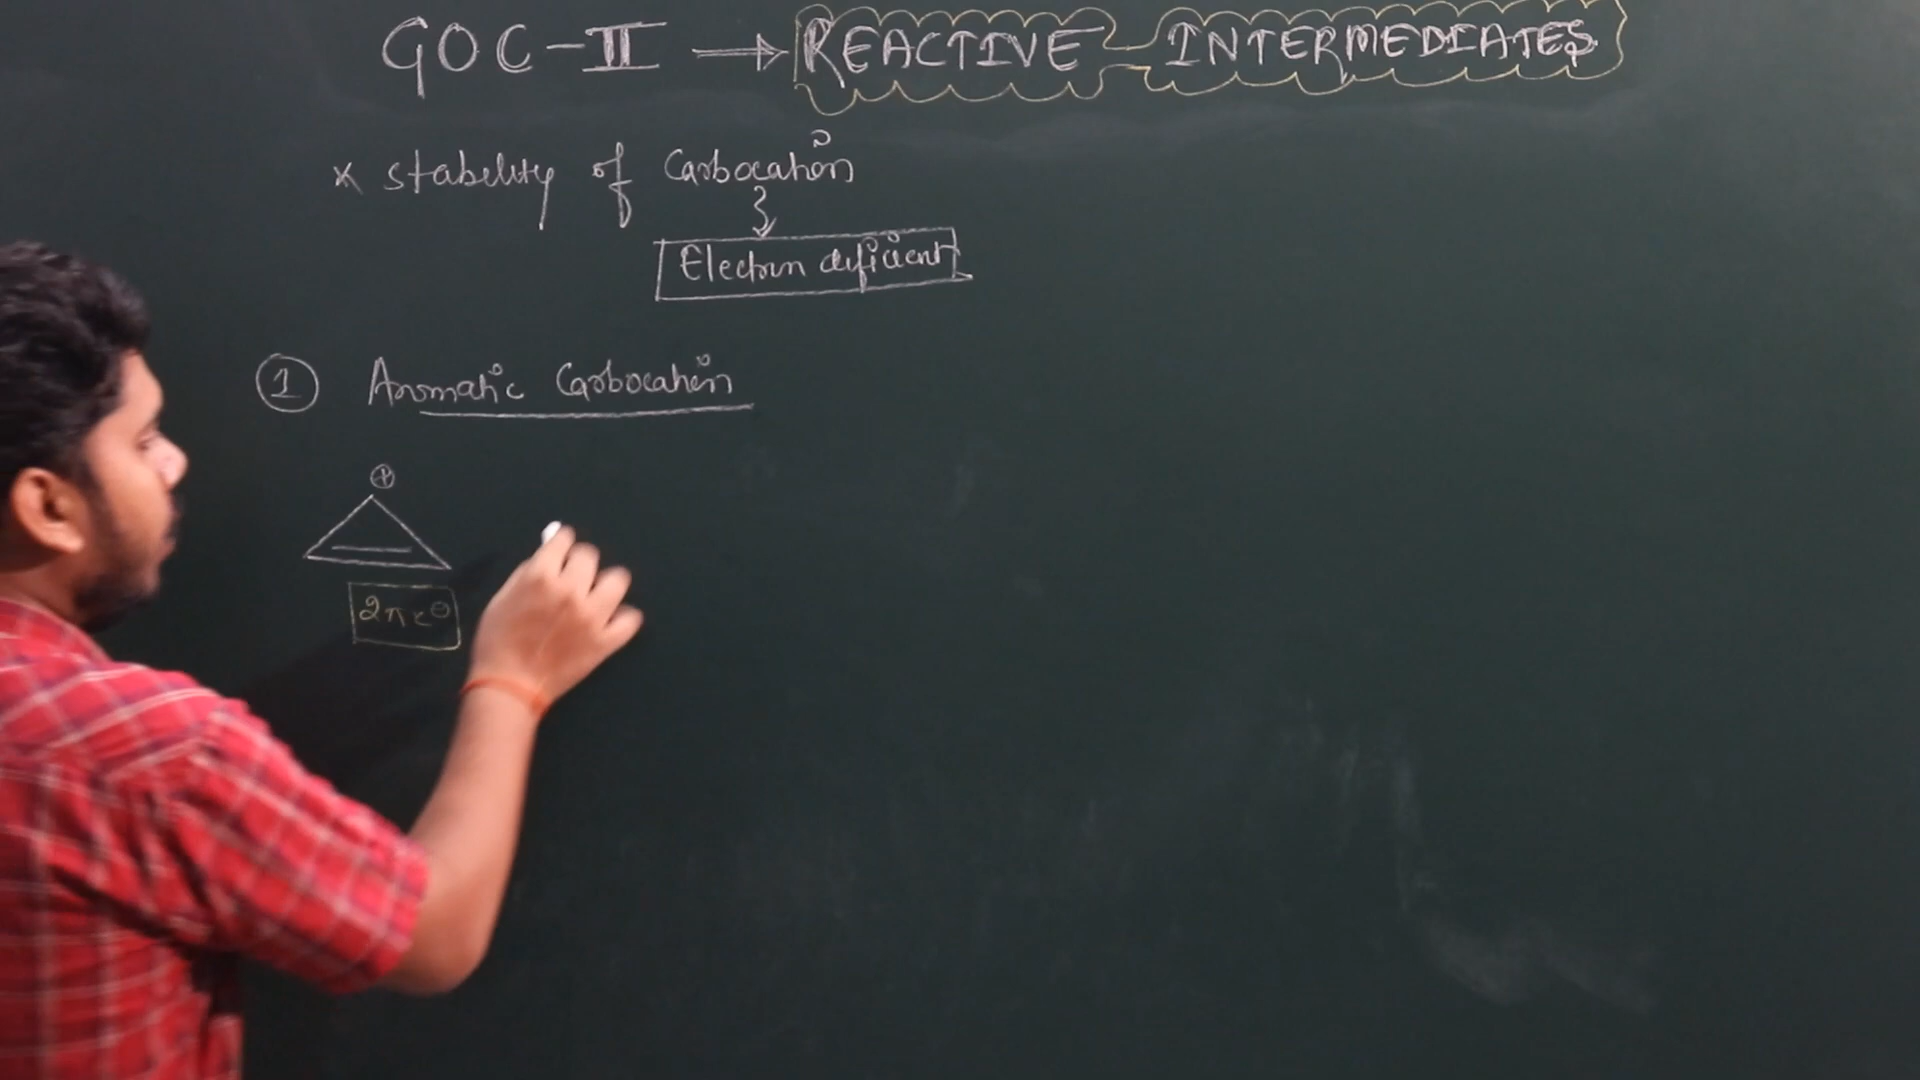 GOC-II → REACTIVE INTERMEDIATES
x stability of Carbocation
Electron deficient
① Aromatic Carbocation
⊕
2πe⊖